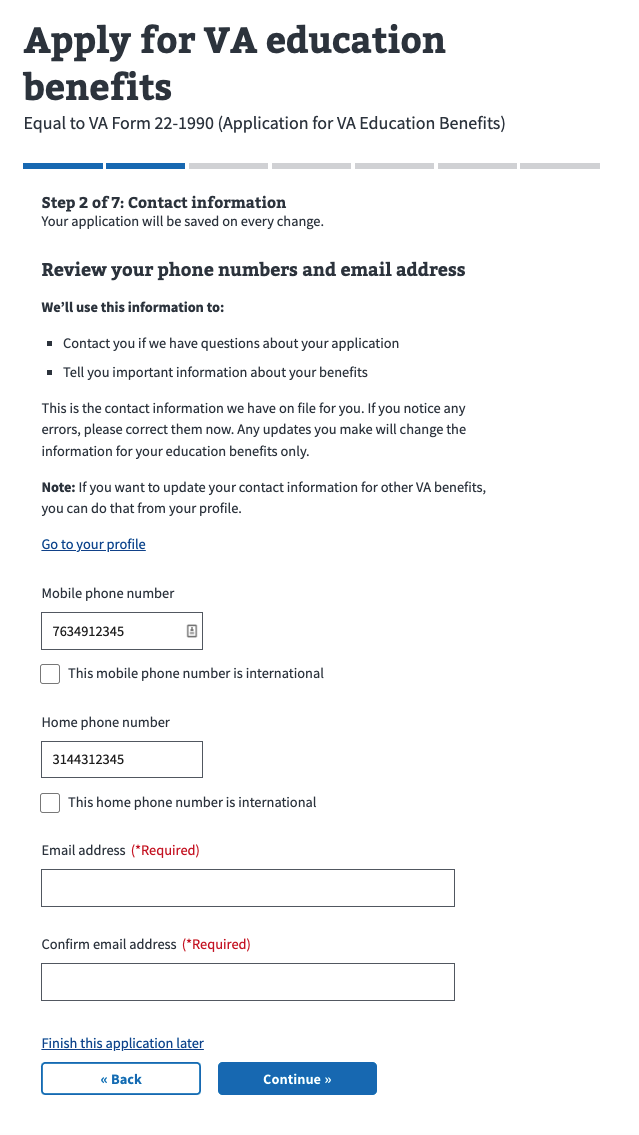 Apply for VA education
benefits
Equal to VA Form 22-1990 (Application for VA Education Benefits)
Step 2 of 7: Contact information
Your application will be saved on every change.
Review your phone numbers and email address
We’ll use this information to:
Contact you if we have questions about your application
Tell you important information about your benefits
This is the contact information we have on file for you. If you notice any
errors, please correct them now. Any updates you make will change the
information for your education benefits only.
Note: If you want to update your contact information for other VA benefits,
you can do that from your profile.
Go to your profile
Mobile phone number
7634912345
This mobile phone number is international
Home phone number
3144312345
This home phone number is international
Email address (*Required)
Confirm email address (*Required)
Finish this application later
« Back
Continue »